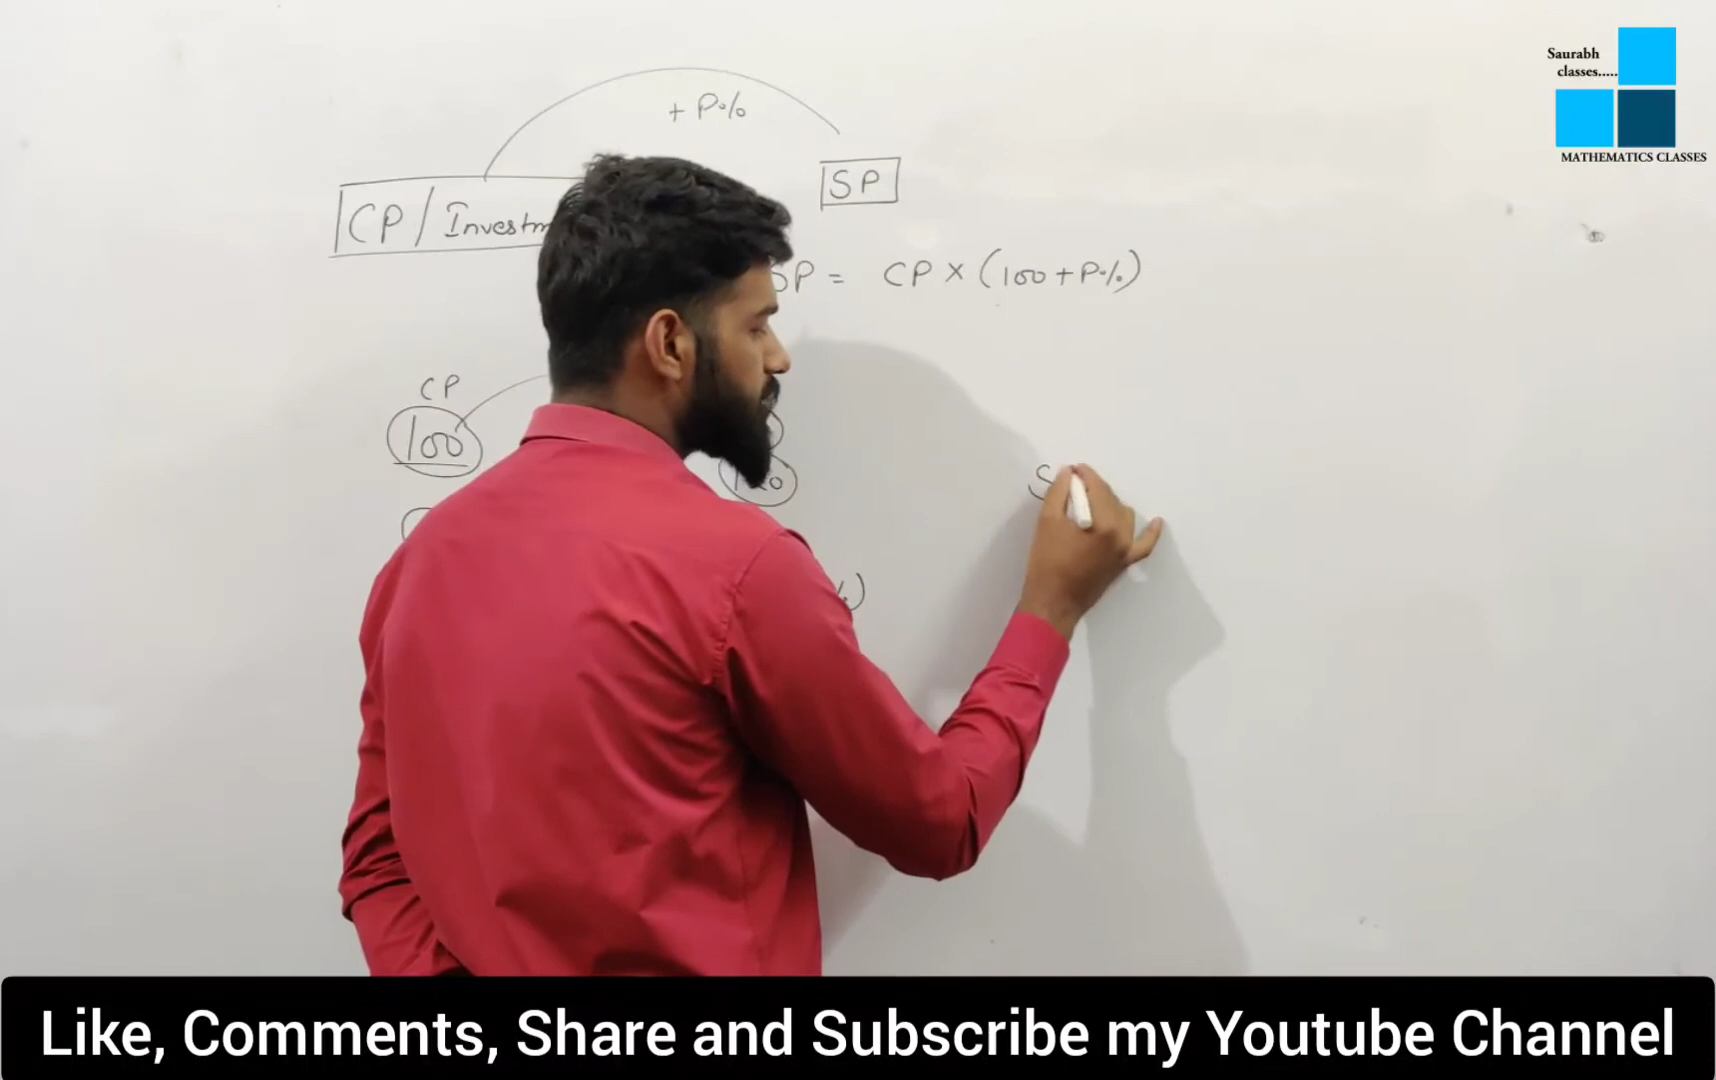 Saurabh
classes.....
MATHEMATICS CLASSES
+ P%
CP/
SP
SP = CP × (100 + P%)
CP
100
S
Like, Comments, Share and Subscribe my Youtube Channel